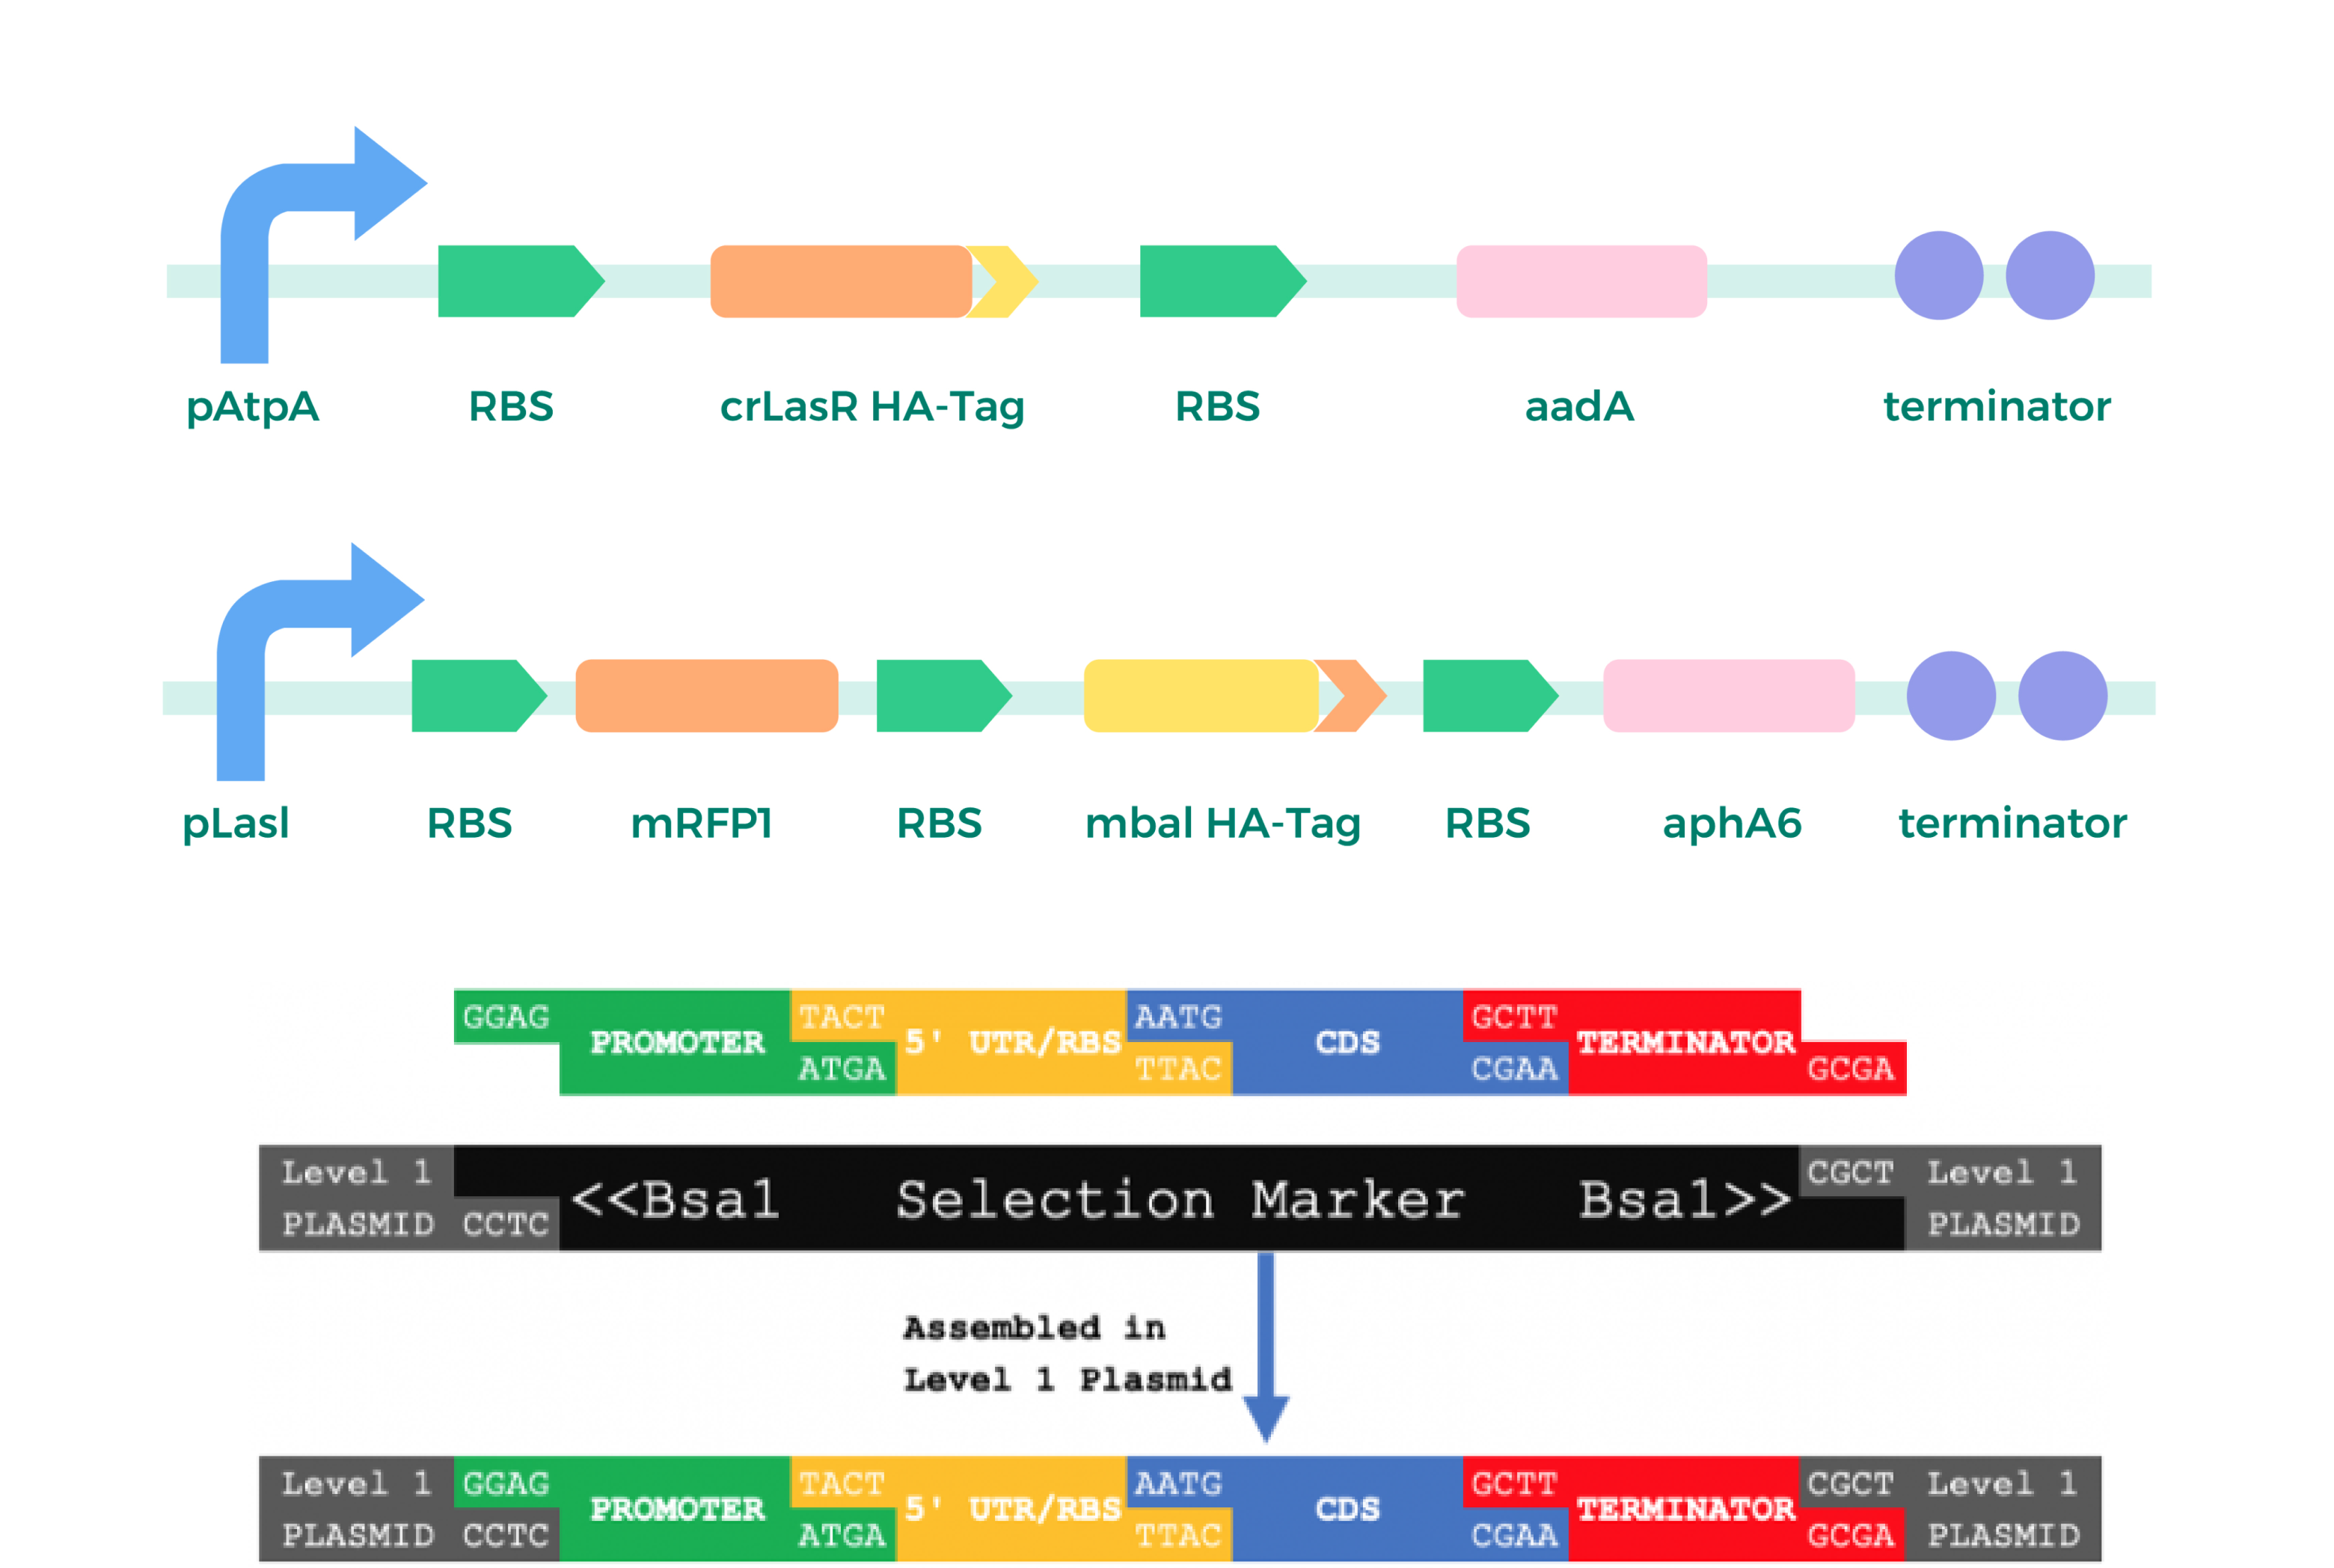 pAtpA RBS crLasR HA-Tag RBS aadA terminator
pLasI RBS mRFP1 RBS mbal HA-Tag RBS aphA6 terminator
GGAG TACT AATG GCTT
PROMOTER 5' UTR/RBS CDS TERMINATOR
ATGA TTAC CGAA GCGA
Level 1 CGCT Level 1
<<Bsa1 Selection Marker Bsa1>>
PLASMID CCTC PLASMID
Assembled in
Level 1 Plasmid
Level 1 GGAG TACT AATG GCTT CGCT Level 1
PROMOTER 5' UTR/RBS CDS TERMINATOR
PLASMID CCTC ATGA TTAC CGAA GCGA PLASMID